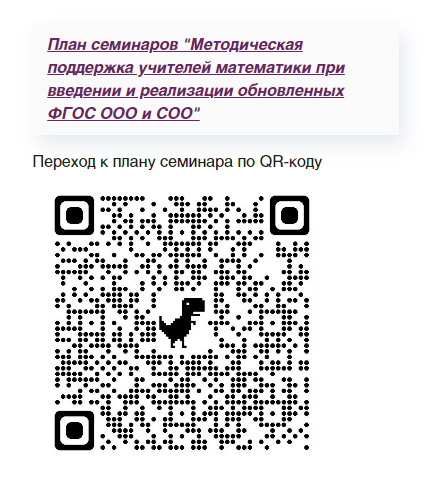 План семинаров "Методическая
поддержка учителей математики при
введении и реализации обновленных
ФГОС ООО и СОО"
Переход к плану семинара по QR-коду